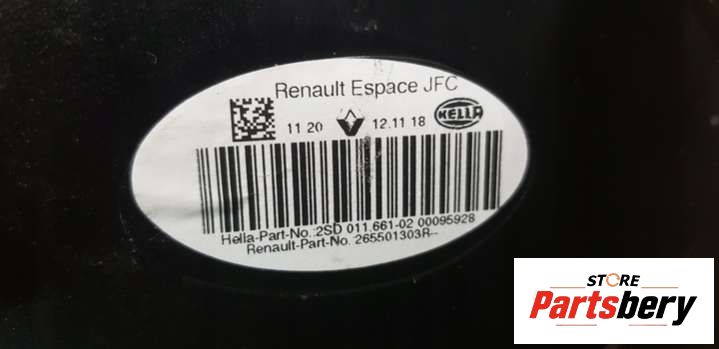 Renault Espace JFC
11 20 12.11 18 HELLA
Hella-Part-No.:2SD 011.661-02 00095928
Renault-Part-No.:265501303R--
STORE
Partsbery